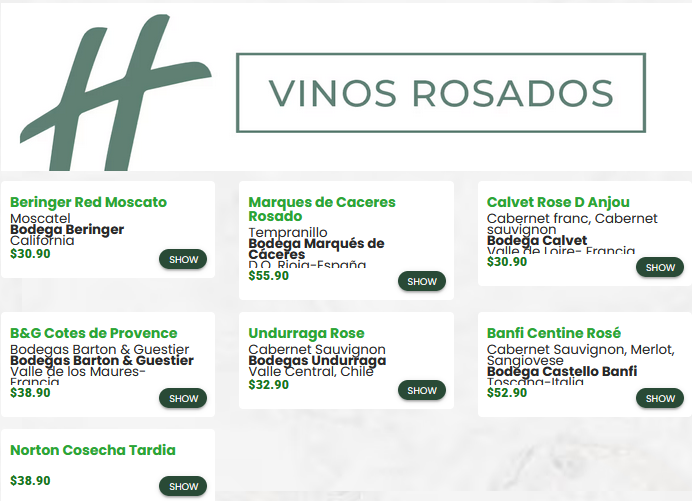 H
VINOS ROSADOS
Beringer Red Moscato
Moscatel
Bodega Beringer
California
$30.90
SHOW
Marques de Caceres
Rosado
Tempranillo
Bodega Marqués de
Cáceres
D.O. Rioja-España
$55.90
SHOW
Calvet Rose D Anjou
Cabernet franc, Cabernet
sauvignon
Bodega Calvet
Valle de Loire- Francia
$30.90
SHOW
B&G Cotes de Provence
Bodegas Barton & Guestier
Bodegas Barton & Guestier
Valle de los Maures-
Francia
$38.90
SHOW
Undurraga Rose
Cabernet Sauvignon
Bodegas Undurraga
Valle Central, Chile
$32.90
SHOW
Banfi Centine Rosé
Cabernet Sauvignon, Merlot,
Sangiovese
Bodega Castello Banfi
Toscana-Italia
$52.90
SHOW
Norton Cosecha Tardia
$38.90
SHOW